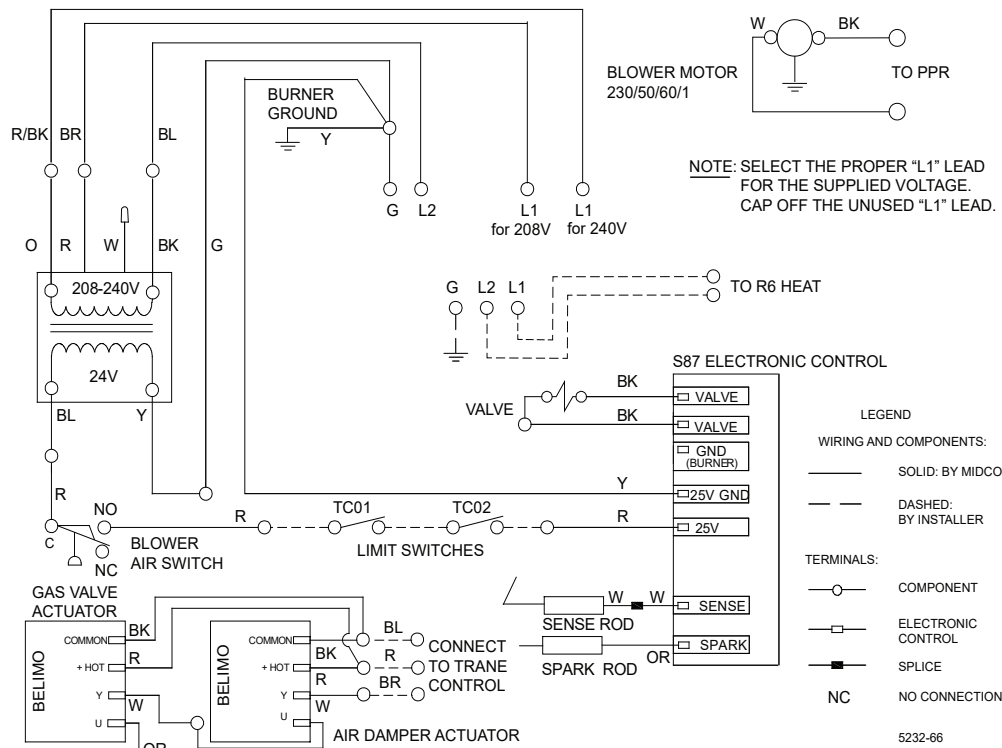 W
BK
BLOWER MOTOR
230/50/60/1
TO PPR
BURNER
GROUND
Y
R/BK
BR
BL
NOTE: SELECT THE PROPER “L1” LEAD
FOR THE SUPPLIED VOLTAGE.
CAP OFF THE UNUSED “L1” LEAD.
G
L2
L1
for 208V
L1
for 240V
O
R
W
BK
G
208-240V
24V
G
L2
L1
TO R6 HEAT
BL
Y
S87 ELECTRONIC CONTROL
VALVE
BK
BK
VALVE
VALVE
GND
(BURNER)
Y
25V GND
R
25V
LEGEND
WIRING AND COMPONENTS:
SOLID: BY MIDCO
DASHED:
BY INSTALLER
R
C
NO
NC
BLOWER
AIR SWITCH
R
TC01
TC02
LIMIT SWITCHES
TERMINALS:
COMPONENT
ELECTRONIC
CONTROL
SPLICE
NC
NO CONNECTION
W
W
SENSE
SENSE ROD
SPARK
SPARK ROD
OR
GAS VALVE
ACTUATOR
BELIMO
COMMON
BK
+ HOT
R
Y
W
U
OR
BELIMO
COMMON
+ HOT
BK
Y
R
U
W
BL
R
BR
CONNECT
TO TRANE
CONTROL
AIR DAMPER ACTUATOR
5232-66